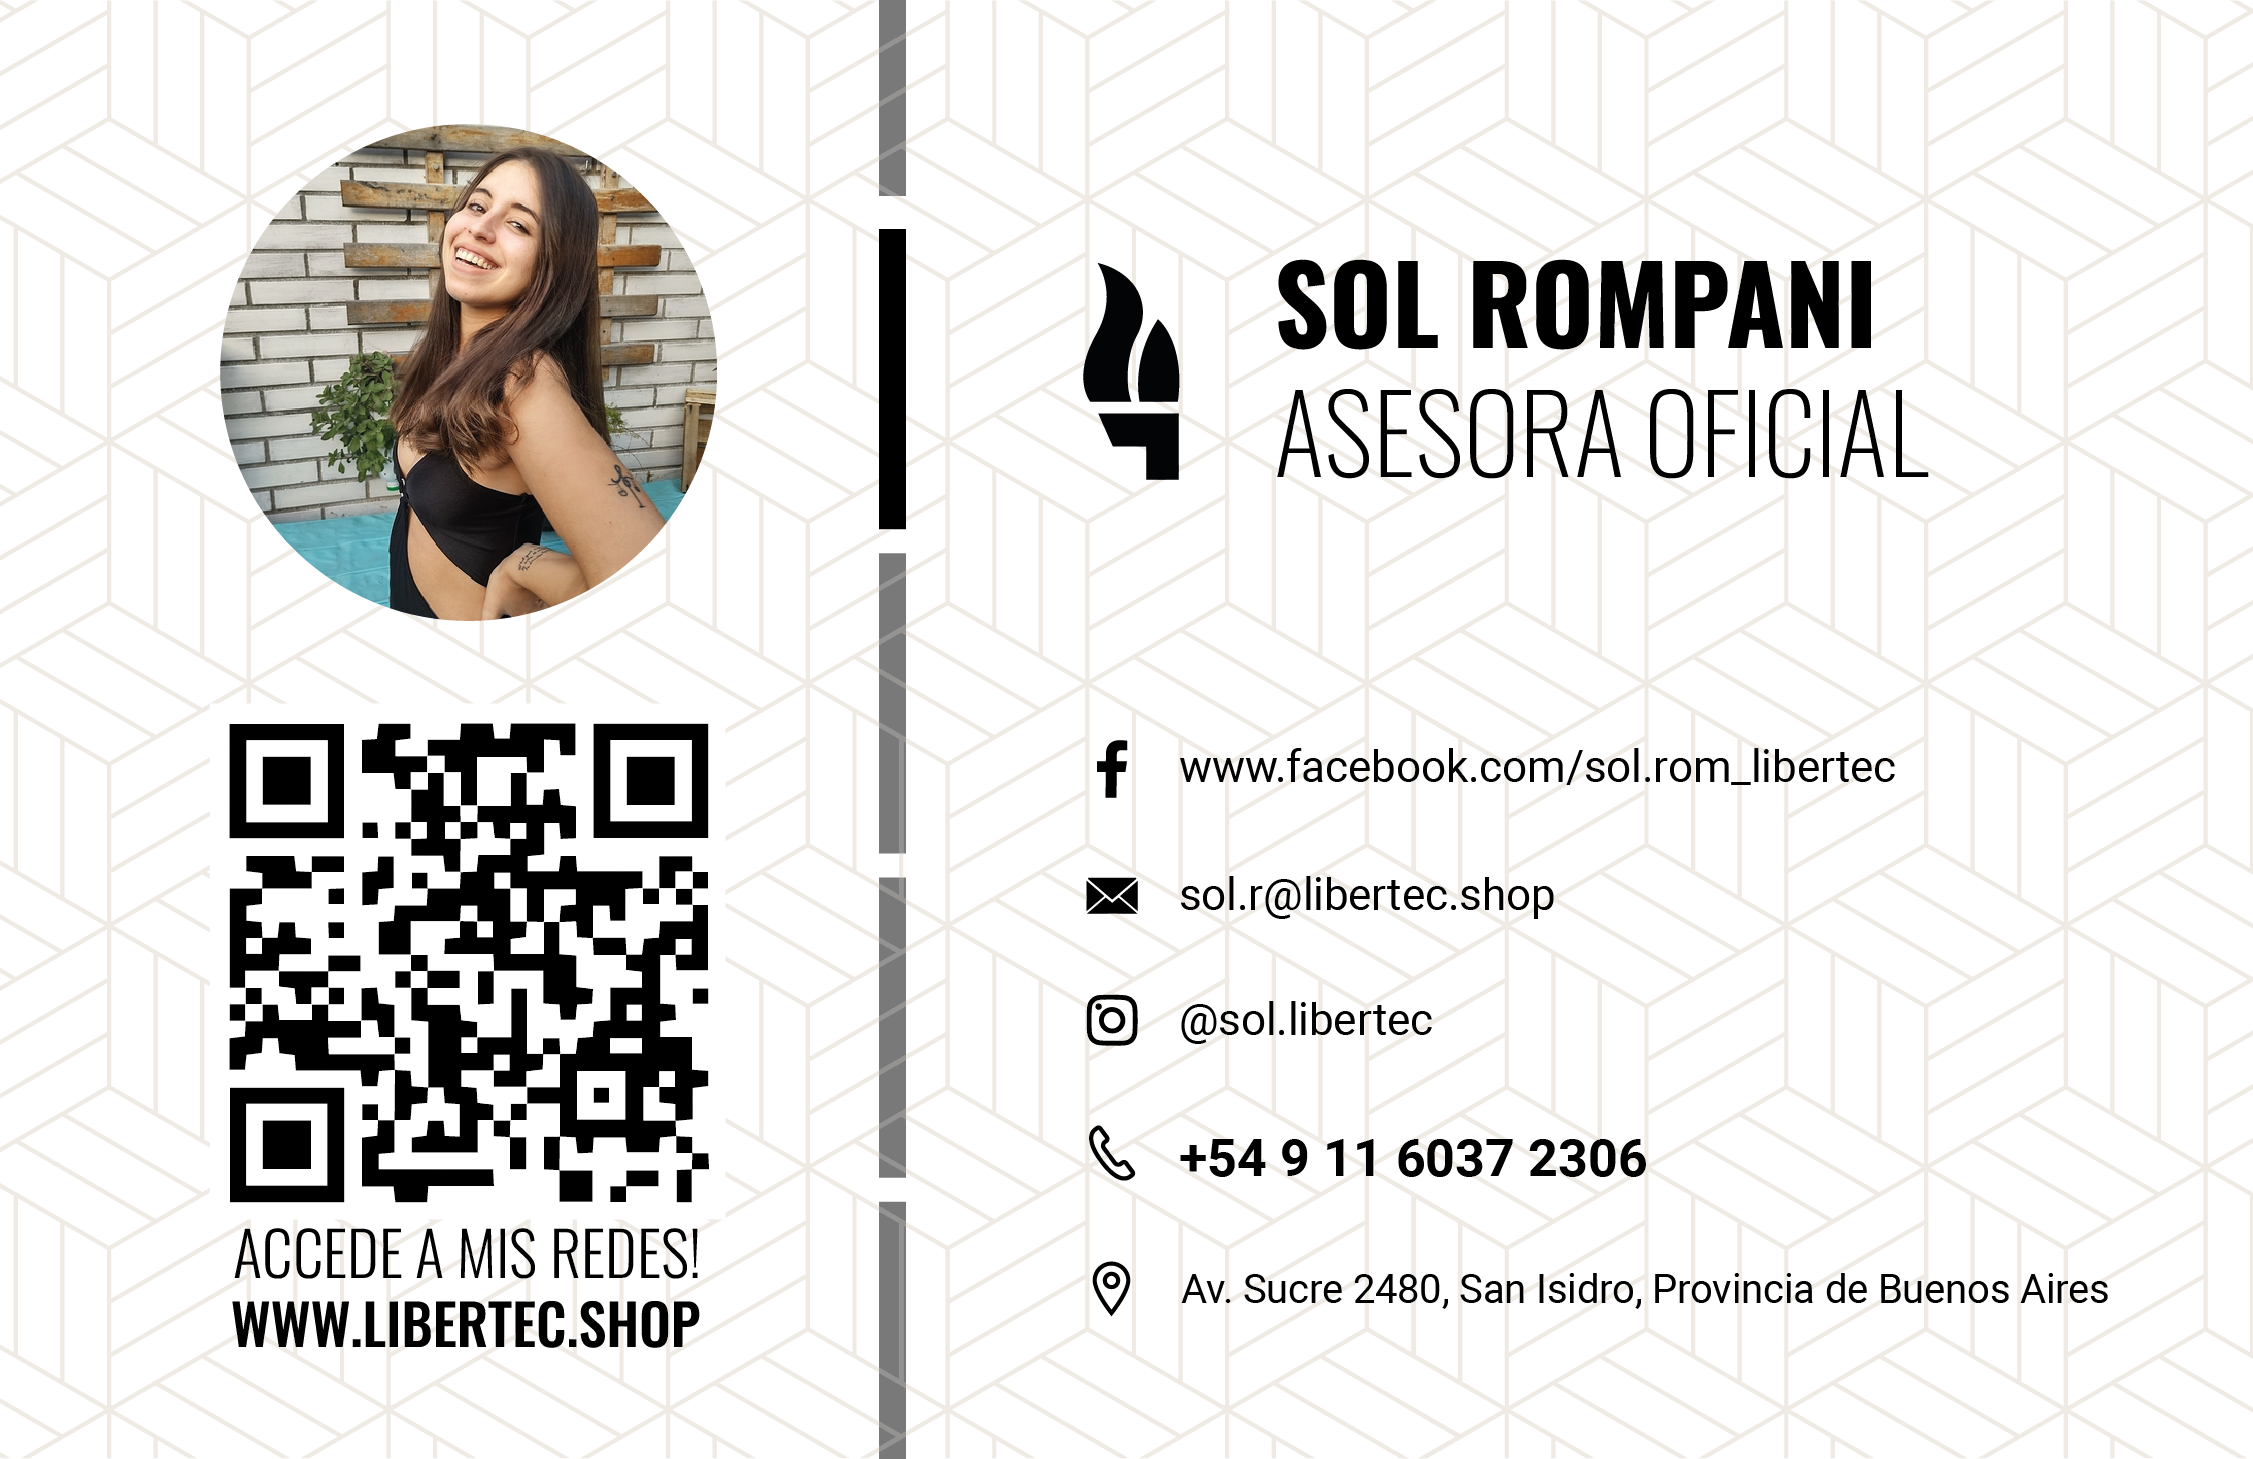 SOL ROMPANI
ASESORA OFICIAL
www.facebook.com/sol.rom_libertec
sol.r@libertec.shop
@sol.libertec
+54 9 11 6037 2306
Av. Sucre 2480, San Isidro, Provincia de Buenos Aires
ACCEDE A MIS REDES!
WWW.LIBERTEC.SHOP